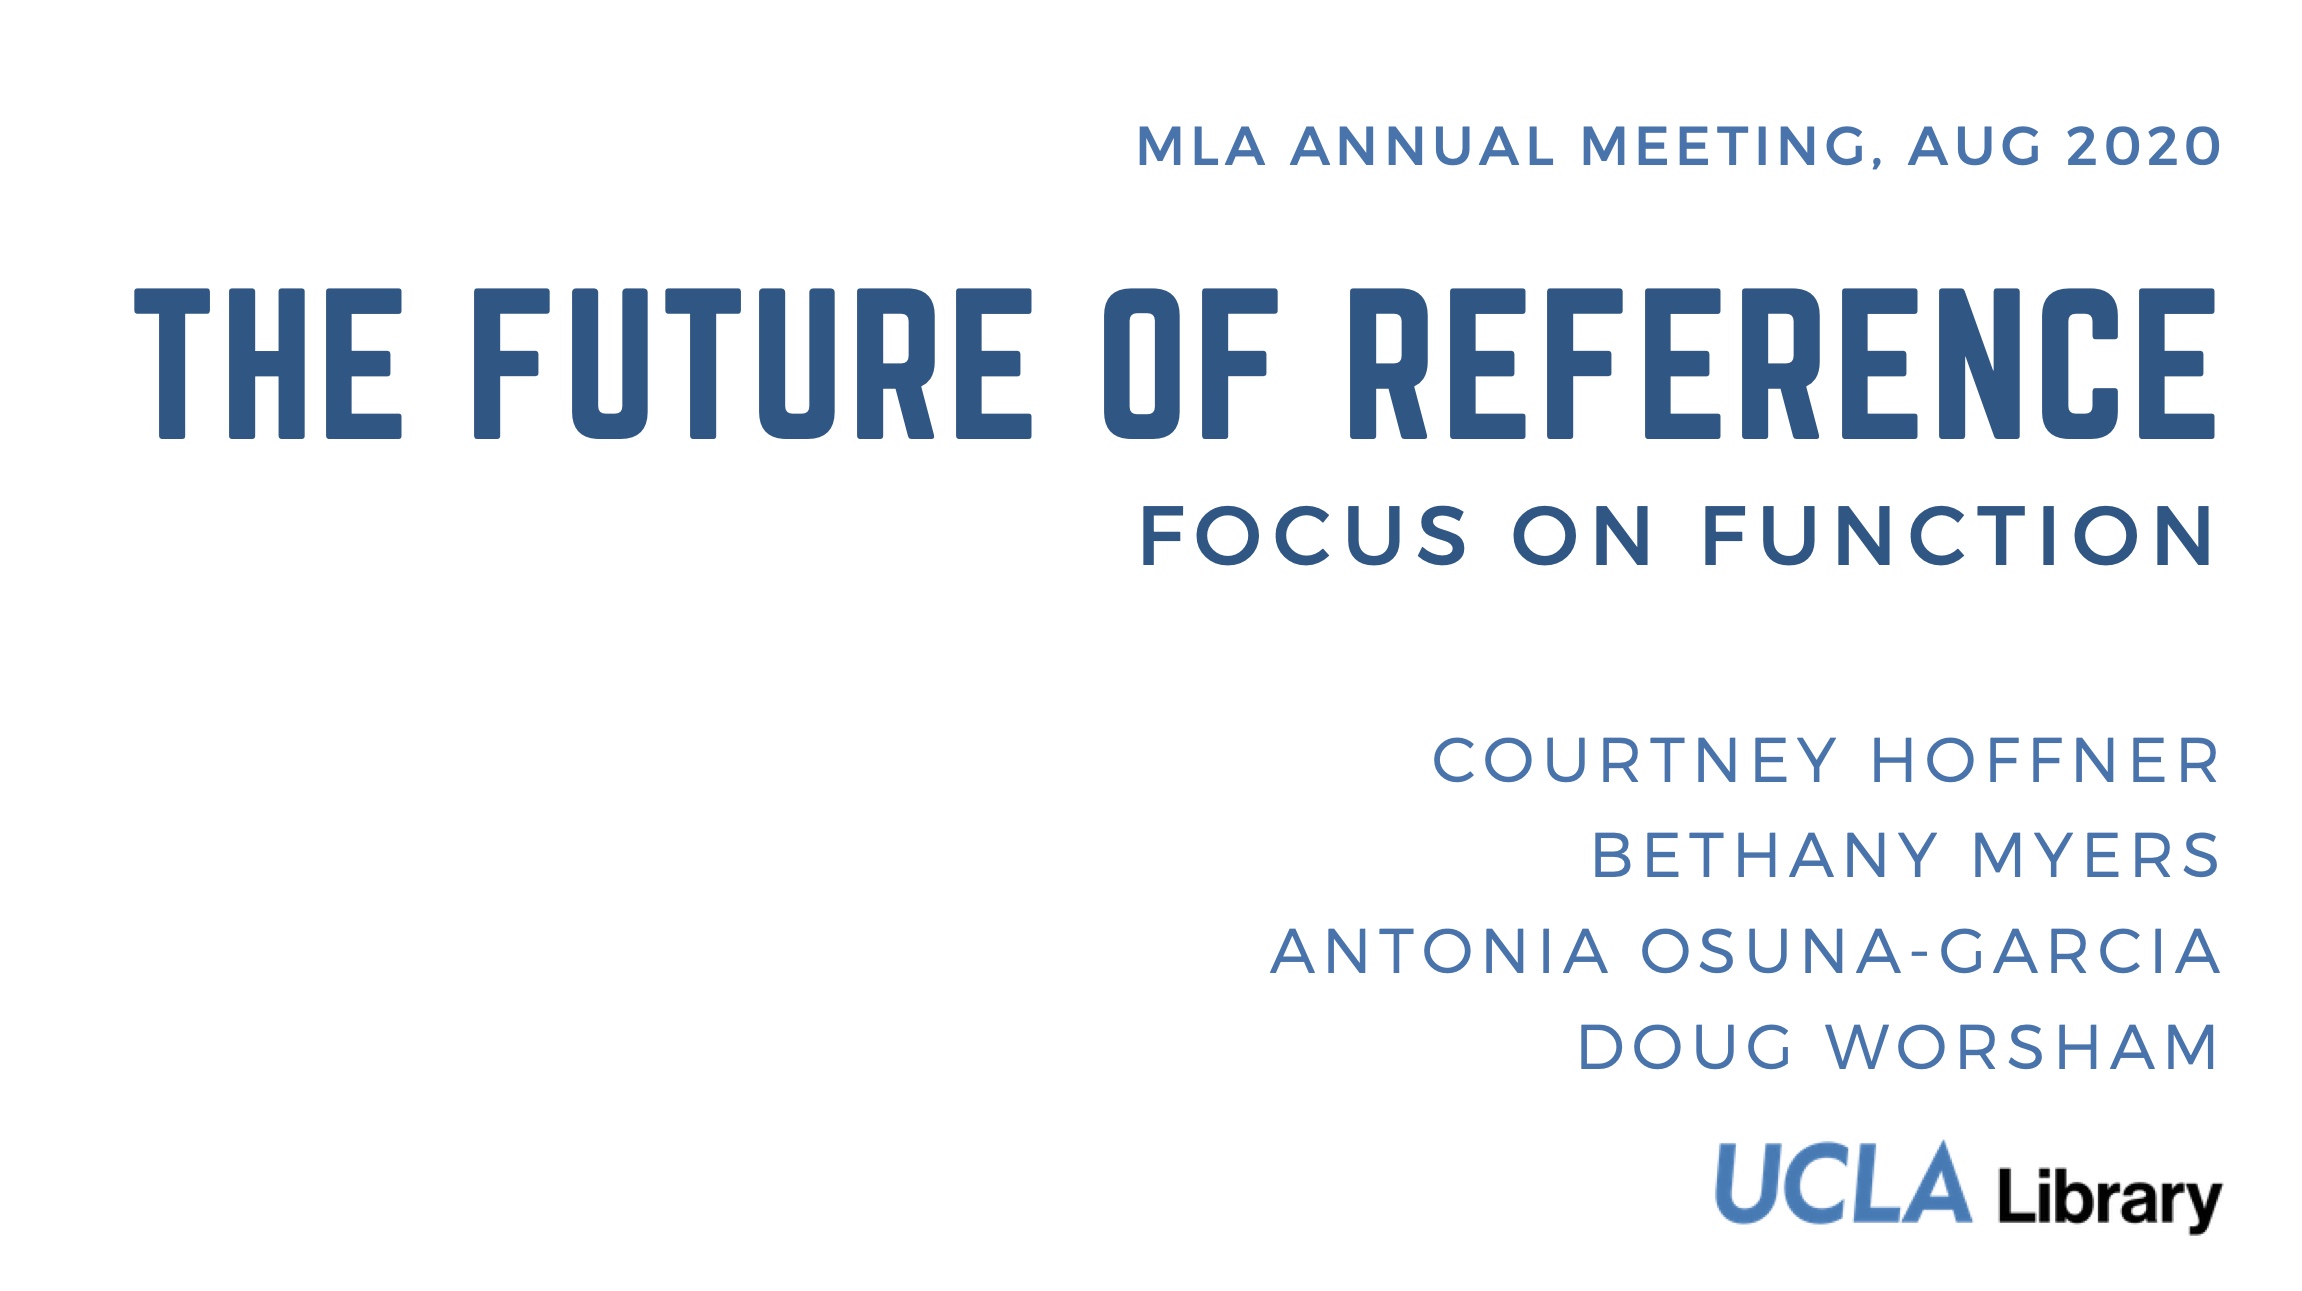 MLA ANNUAL MEETING, AUG 2020
THE FUTURE OF REFERENCE
FOCUS ON FUNCTION
COURTNEY HOFFNER
BETHANY MYERS
ANTONIA OSUNA-GARCIA
DOUG WORSHAM
UCLA Library